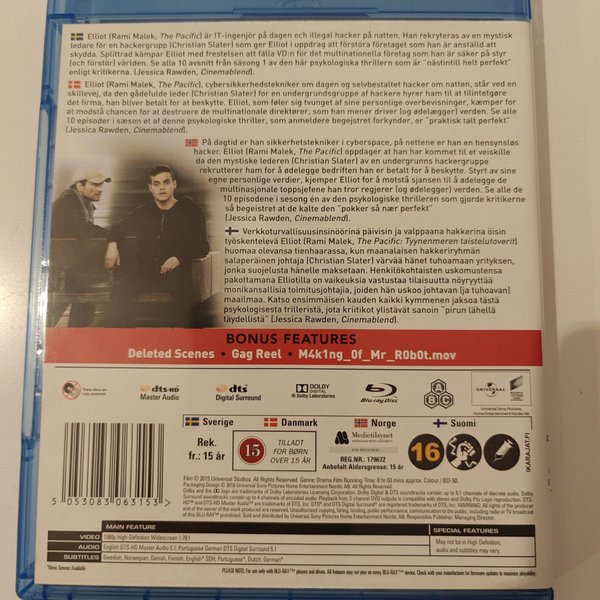 Elliot (Rami Malek, The Pacific) är IT-ingenjör på dagen och illegal hacker på natten. Han rekryteras av en mystisk
ledare för en hackergrupp (Christian Slater) som ger Elliot i uppdrag att förstöra företaget som han är anställd att
skydda. Splittrad kämpar Elliot med frestelsen att fälla VD:n för det multinationella företag som han är säker på styr
(och förstör) världen. Se alla 10 avsnitt från säsong 1 av den här psykologiska thrillern som är "nästintill helt perfekt"
enligt kritikerna. (Jessica Rawden, Cinemablend).
Elliot (Rami Malek, The Pacific), cybersikkerhedstekniker om dagen og selvbestaltet hacker om natten, står ved en
skillevej, da den gådefulde leder (Christian Slater) for en undergrundsgruppe af hackere hyrer ham til at tilintetgøre
det firma, han bliver betalt for at beskytte. Elliot, som føler sig tvunget af sine personlige overbevisninger, kæmper for
at modstå chancen for at destruere de multinationale direktører, som han mener driver (og ødelægger) verden. Se alle
10 episoder i sæson et af denne psykologiske thriller, som anmeldere begejstret forkynder, er "praktisk talt perfekt"
(Jessica Rawden, Cinemablend).
På dagtid er han sikkerhetstekniker i cyberspace, på nettene er han en hensynsløs
hacker. Elliot (Rami Malek, The Pacific) oppdager at han har kommet til et veiskille
da den mystiske lederen (Christian Slater) av en undergrunns hackergruppe
rekrutterer ham for å ødelegge bedriften han er betalt for å beskytte. Styrt av sine
egne personlige verdier, kjemper Elliot for å motstå sjansen til å ødelegge de
multinasjonale toppsjefene han tror regjerer (og ødelegger) verden. Se alle de 10
episodene i sesong én av den psykologiske thrilleren som gjorde kritikerne
så begeistret at de kalte den "pokker så nær perfekt"
(Jessica Rawden, Cinemablend).
Verkkoturvallisuusinsinöörinä päivisin ja valppaana hakkerina öisin
työskentelevä Elliot (Rami Malek, The Pacific: Tyynenmeren taistelutoverit)
huomaa olevansa tienhaarassa, kun maanalaisen hakkeriryhmän
salaperäinen johtaja (Christian Slater) värvää hänet tuhoamaan yrityksen,
jonka suojelusta hänelle maksetaan. Henkilökohtaisten uskomustensa
pakottamana Elliotilla on vaikeuksia vastustaa tilaisuutta nöyryyttää
monikansallisia toimitusjohtajia, joiden hän uskoo johtavan (ja tuhoavan)
maailmaa. Katso ensimmäisen kauden kaikki kymmenen jaksoa tästä
psykologisesta trilleristä, jota kriitikot ylistävät sanoin "pirun lähellä
täydellistä" (Jessica Rawden, Cinemablend).
BONUS FEATURES
Deleted Scenes • Gag Reel • M4k1ng_0f_Mr_R0b0t.mov
dts-HD
Master Audio
dts
Digital Surround
DOLBY
DIGITAL
Blu-ray Disc
A
B
C
UNIVERSAL
Sverige
Danmark
Norge
Suomi
Rek.
fr.: 15 år
15
TILLADT
FOR BØRN
OVER 15 ÅR
Medietilsynet
REG.NR.: 179672
Anbefalt Aldersgrense: 15 år
16
IKARAJAT.FI
5 053083 063153 >
MAIN FEATURE
SPECIAL FEATURES
VIDEO
1080p High Definition Widescreen 1.78:1
AUDIO
English DTS-HD Master Audio 5.1; Portuguese German DTS Digital Surround 5.1
SUBTITLES
Swedish, Norwegian, Danish, Finnish, English* SDH, Portuguese*, Dutch, German*
May not be in High Definition,
audio and subtitles may vary.